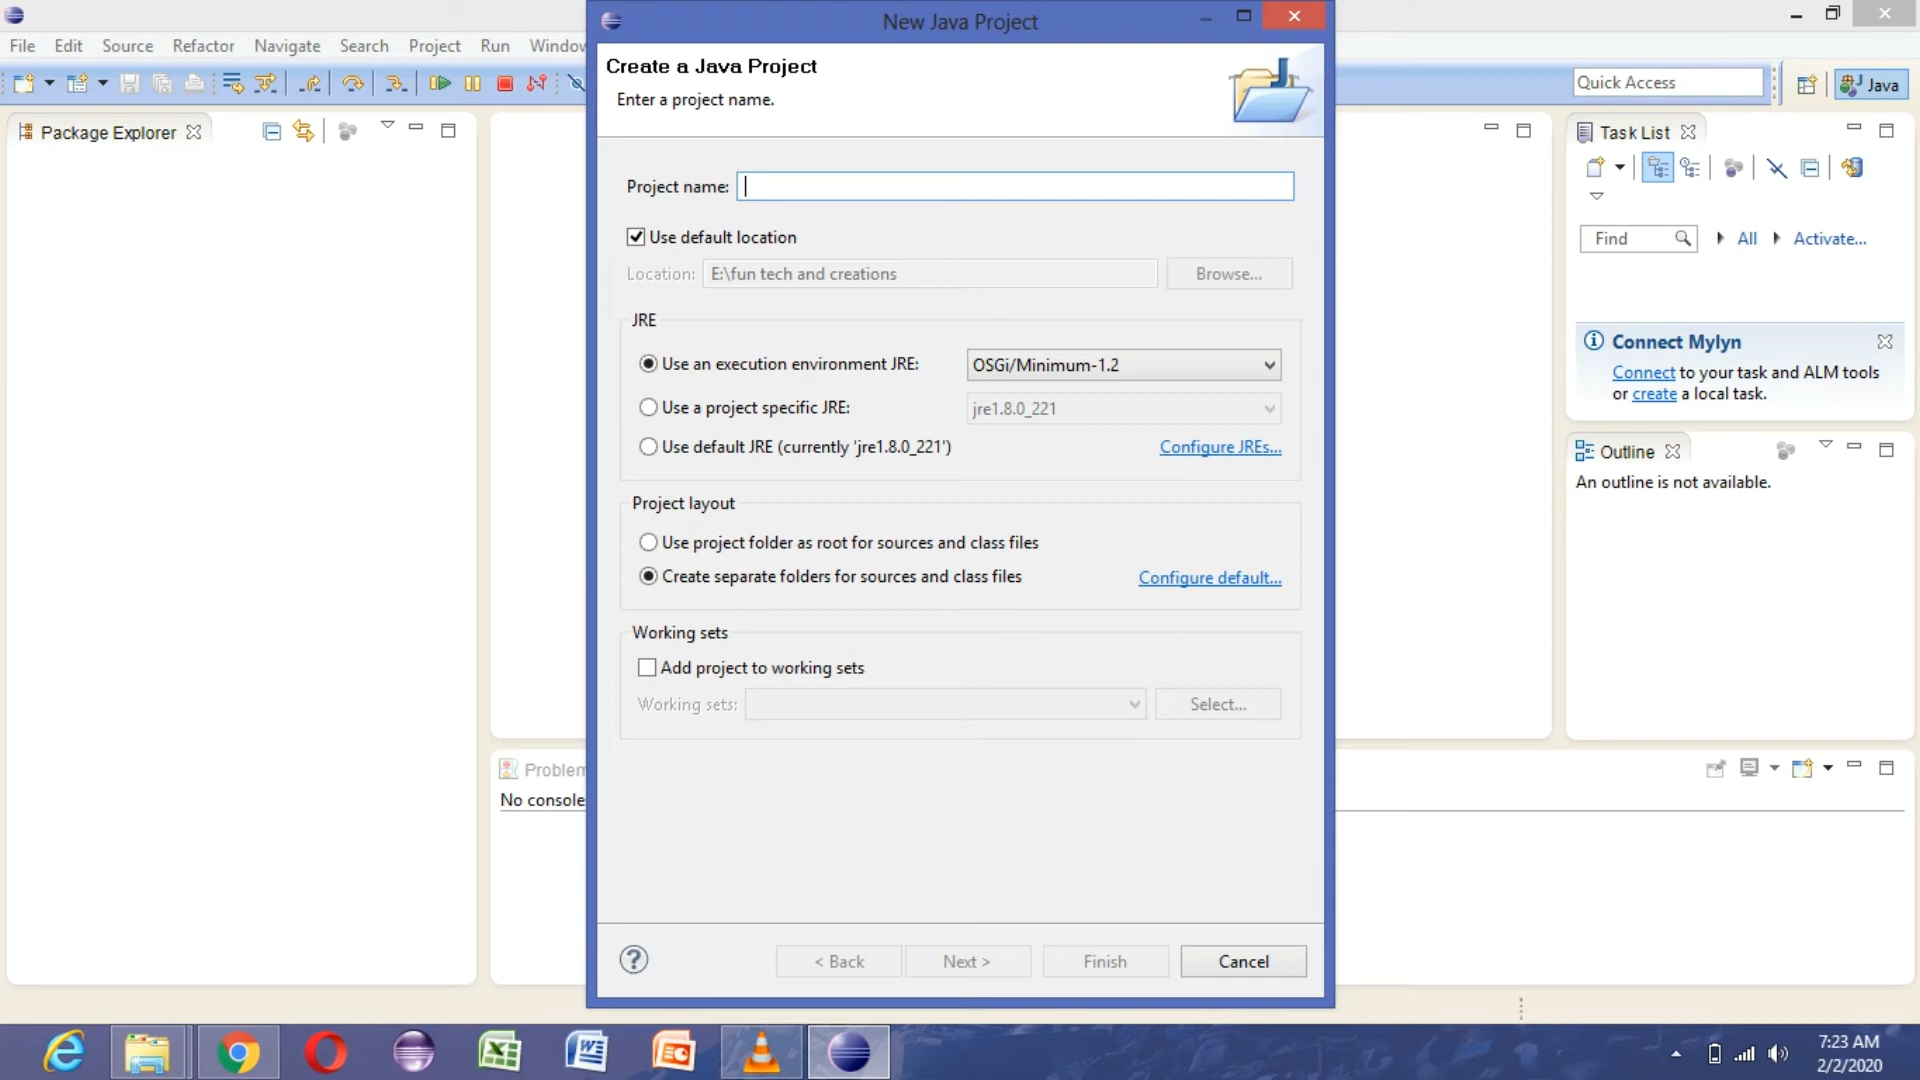 New Java Project
File Edit Source Refactor Navigate Search Project Run Window
Create a Java Project
Enter a project name.
Quick Access
Java
Package Explorer
Task List
Project name:
Use default location
Location: E:\fun tech and creations Browse...
Find All Activate...
JRE
Use an execution environment JRE: OSGi/Minimum-1.2
Use a project specific JRE: jre1.8.0_221
Use default JRE (currently 'jre1.8.0_221') Configure JREs...
Connect Mylyn
Connect to your task and ALM tools
or create a local task.
Outline
An outline is not available.
Project layout
Use project folder as root for sources and class files
Create separate folders for sources and class files Configure default...
Working sets
Add project to working sets
Working sets: Select...
Problem
No console
< Back Next > Finish Cancel
7:23 AM
2/2/2020